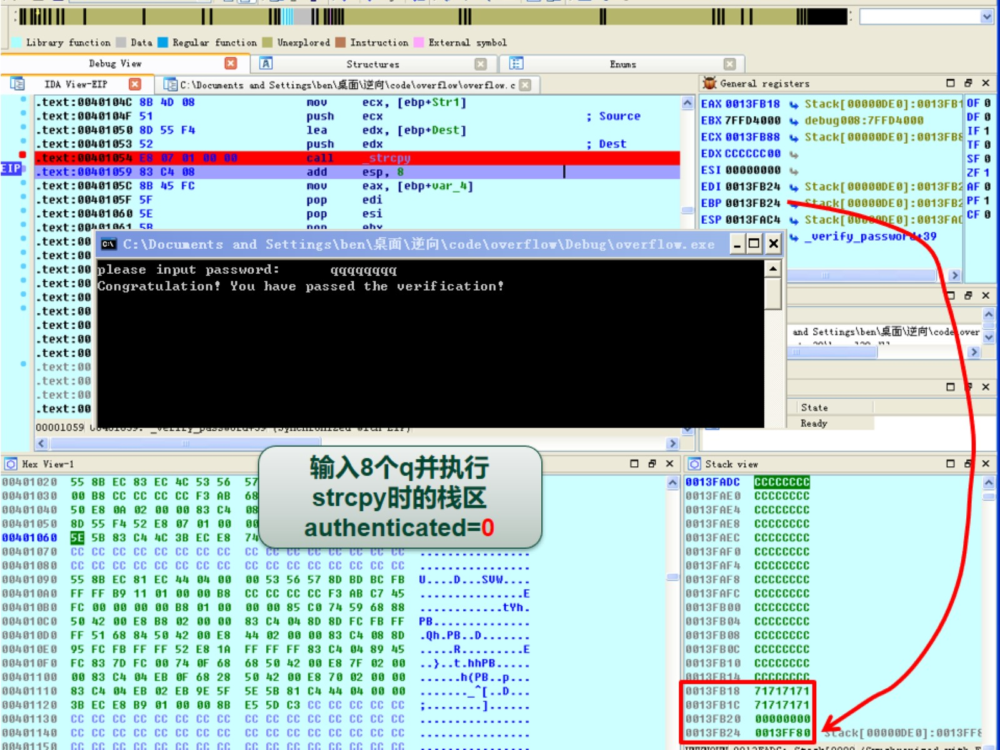 Library function Data Regular function Unexplored Instruction External symbol
Debug View Structures Enums
IDA View-EIP C:\Documents and Settings\ben\桌面\逆向\code\overflow\overflow.c General registers
.text:0040104C 8B 4D 08 mov ecx, [ebp+Str1]
.text:0040104F 51 push ecx ; Source
.text:00401050 8D 55 F4 lea edx, [ebp+Dest]
.text:00401053 52 push edx ; Dest
.text:00401054 E8 07 01 00 00 call _strcpy
EIP .text:00401059 83 C4 08 add esp, 8
.text:0040105C 8B 45 FC mov eax, [ebp+var_4]
.text:0040105F 5F pop edi
.text:00401060 5E pop esi
.text:00401061 5B pop ebx
.text:00
.text:00
.text:00
.text:00
.text:00
.text:00
.text:00
.text:00
.text:00
.text:00
.text:00
.text:00
.text:00
00001059 00401059: _verify_password+39 (Synchronized with EIP)
EAX 0013FB18 Stack[00000DE0]:0013FB1
EBX 7FFD4000 debug008:7FFD4000
ECX 0013FB88 Stack[00000DE0]:0013FB8
EDX CCCCCC00
ESI 00000000
EDI 0013FB24 Stack[00000DE0]:0013FB2
EBP 0013FB24 Stack[00000DE0]:0013FB2
ESP 0013FAC4 Stack[00000DE0]:0013FAC
_verify_password+39
OF 0
DF 0
IF 1
TF 0
SF 0
ZF 1
AF 0
PF 1
CF 0
C:\Documents and Settings\ben\桌面\逆向\code\overflow\Debug\overflow.exe
please input password: qqqqqqqq
Congratulation! You have passed the verification!
and Settings\ben\桌面\逆向\code\over
State
Ready
输入8个q并执行
strcpy时的栈区
authenticated=0
Hex View-1
00401020 55 8B EC 83 EC 4C 53 56 57
00401030 00 B8 CC CC CC CC F3 AB 68
00401040 50 E8 0A 02 00 00 83 C4 08
00401050 8D 55 F4 52 E8 07 01 00 00
00401060 5E 5B 83 C4 4C 3B EC E8 74
00401070 CC CC CC CC CC CC CC CC CC CC CC CC CC CC CC CC ................
00401080 CC CC CC CC CC CC CC CC CC CC CC CC CC CC CC CC ................
00401090 55 8B EC 81 EC 44 04 00 00 53 56 57 8D BD BC FB U....D...SVW....
004010A0 FF FF B9 11 01 00 00 B8 CC CC CC CC F3 AB C7 45 ...............E
004010B0 FC 00 00 00 00 B8 01 00 00 00 85 C0 74 59 68 88 ............tYh.
004010C0 50 42 00 E8 B8 02 00 00 83 C4 04 8D 8D FC FB FF PB..............
004010D0 FF 51 68 84 50 42 00 E8 44 02 00 00 83 C4 08 8D .Qh.PB..D.......
004010E0 95 FC FB FF FF 52 E8 1A FF FF FF 83 C4 04 89 45 .....R.........E
004010F0 FC 83 7D FC 00 74 0F 68 68 50 42 00 E8 7F 02 00 ..}..t.hhPB.....
00401100 00 83 C4 04 EB 0F 68 28 50 42 00 E8 70 02 00 00 ......h(PB..p...
00401110 83 C4 04 EB 02 EB 9E 5F 5E 5B 81 C4 44 04 00 00 ......._^[..D...
00401120 3B EC E8 B9 01 00 00 8B E5 5D C3 CC CC CC CC CC ;........]......
00401130 CC CC CC CC CC CC CC CC CC CC CC CC CC CC CC CC ................
00401140 CC CC CC CC CC CC CC CC CC CC CC CC CC CC CC CC ................
00401150 CC CC CC CC CC CC CC CC CC CC CC CC CC CC CC CC ................
Stack view
0013FADC CCCCCCCC
0013FAE0 CCCCCCCC
0013FAE4 CCCCCCCC
0013FAE8 CCCCCCCC
0013FAEC CCCCCCCC
0013FAF0 CCCCCCCC
0013FAF4 CCCCCCCC
0013FAF8 CCCCCCCC
0013FAFC CCCCCCCC
0013FB00 CCCCCCCC
0013FB04 CCCCCCCC
0013FB08 CCCCCCCC
0013FB0C CCCCCCCC
0013FB10 CCCCCCCC
0013FB14 CCCCCCCC
0013FB18 71717171
0013FB1C 71717171
0013FB20 00000000
0013FB24 0013FF80 Stack[00000DE0]:0013FF8